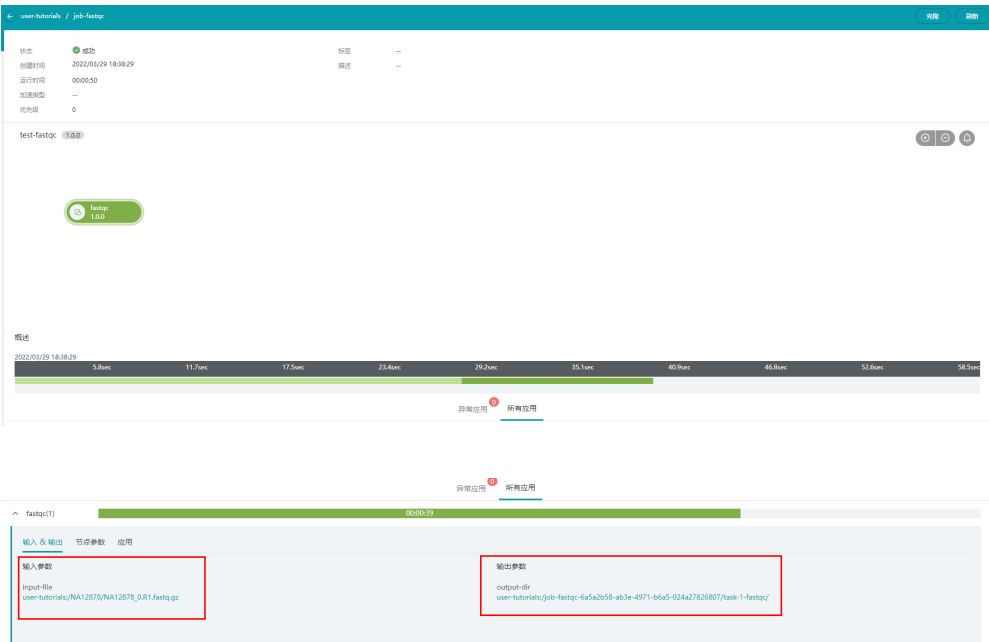 user-tutorials / job-fastqc 克隆 刷新
状态 成功 标签 --
创建时间 2022/03/29 18:38:29 描述 --
运行时间 00:00:50
加速类型 --
优先级 0
test-fastqc 1.0.0
fastqc
1.0.0
概述
2022/03/29 18:38:29
5.8sec 11.7sec 17.5sec 23.4sec 29.2sec 35.1sec 40.9sec 46.8sec 52.6sec 58.5sec
异常应用 0 所有应用
异常应用 0 所有应用
fastqc(1) 00:00:39
输入 & 输出 节点参数 应用
输入参数 输出参数
input-file output-dir
user-tutorials:/NA12878/NA12878_0.R1.fastq.gz user-tutorials:/job-fastqc-6a5a2b58-ab3e-4971-b6a5-024a27826807/task-1-fastqc/